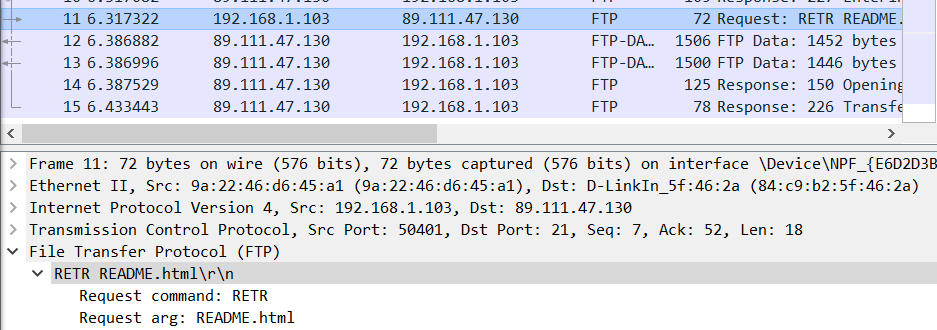 11 6.317322 192.168.1.103 89.111.47.130 FTP 72 Request: RETR README.
12 6.386882 89.111.47.130 192.168.1.103 FTP-DA… 1506 FTP Data: 1452 bytes
13 6.386996 89.111.47.130 192.168.1.103 FTP-DA… 1500 FTP Data: 1446 bytes
14 6.387529 89.111.47.130 192.168.1.103 FTP 125 Response: 150 Opening
15 6.433443 89.111.47.130 192.168.1.103 FTP 78 Response: 226 Transfe
Frame 11: 72 bytes on wire (576 bits), 72 bytes captured (576 bits) on interface \Device\NPF_{E6D2D3B
Ethernet II, Src: 9a:22:46:d6:45:a1 (9a:22:46:d6:45:a1), Dst: D-LinkIn_5f:46:2a (84:c9:b2:5f:46:2a)
Internet Protocol Version 4, Src: 192.168.1.103, Dst: 89.111.47.130
Transmission Control Protocol, Src Port: 50401, Dst Port: 21, Seq: 7, Ack: 52, Len: 18
File Transfer Protocol (FTP)
RETR README.html\r\n
Request command: RETR
Request arg: README.html